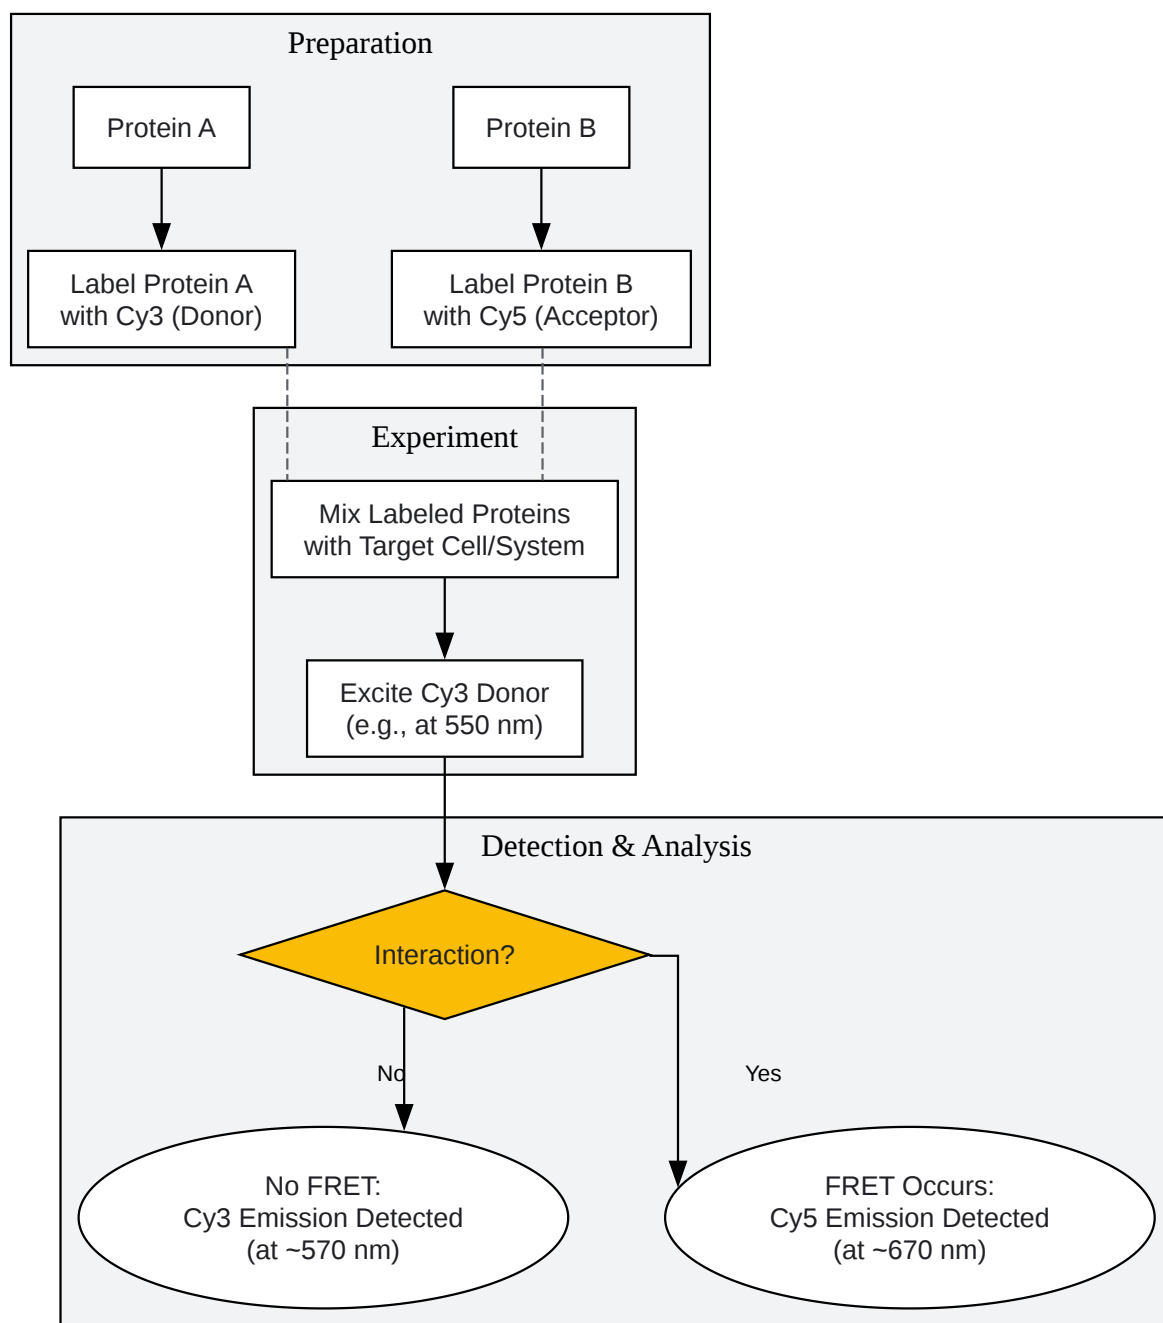 Preparation
Protein A
Protein B
Label Protein A
with Cy3 (Donor)
Label Protein B
with Cy5 (Acceptor)
Experiment
Mix Labeled Proteins
with Target Cell/System
Excite Cy3 Donor
(e.g., at 550 nm)
Detection & Analysis
Interaction?
No
Yes
No FRET:
Cy3 Emission Detected
(at ~570 nm)
FRET Occurs:
Cy5 Emission Detected
(at ~670 nm)